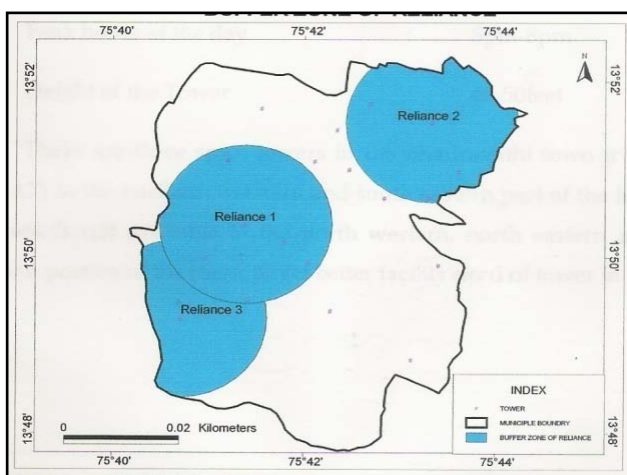 BUFFER ZONE OF RELIANCE
75°40' 75°42' 75°44'
13°52' 13°52'
N
Reliance 2
Reliance 1
13°50' 13°50'
Reliance 3
INDEX
TOWER
MUNICIPLE BOUNDRY
BUFFER ZONE OF RELIANCE
0 0.02 Kilometers
13°48' 13°48'
75°40' 75°42' 75°44'